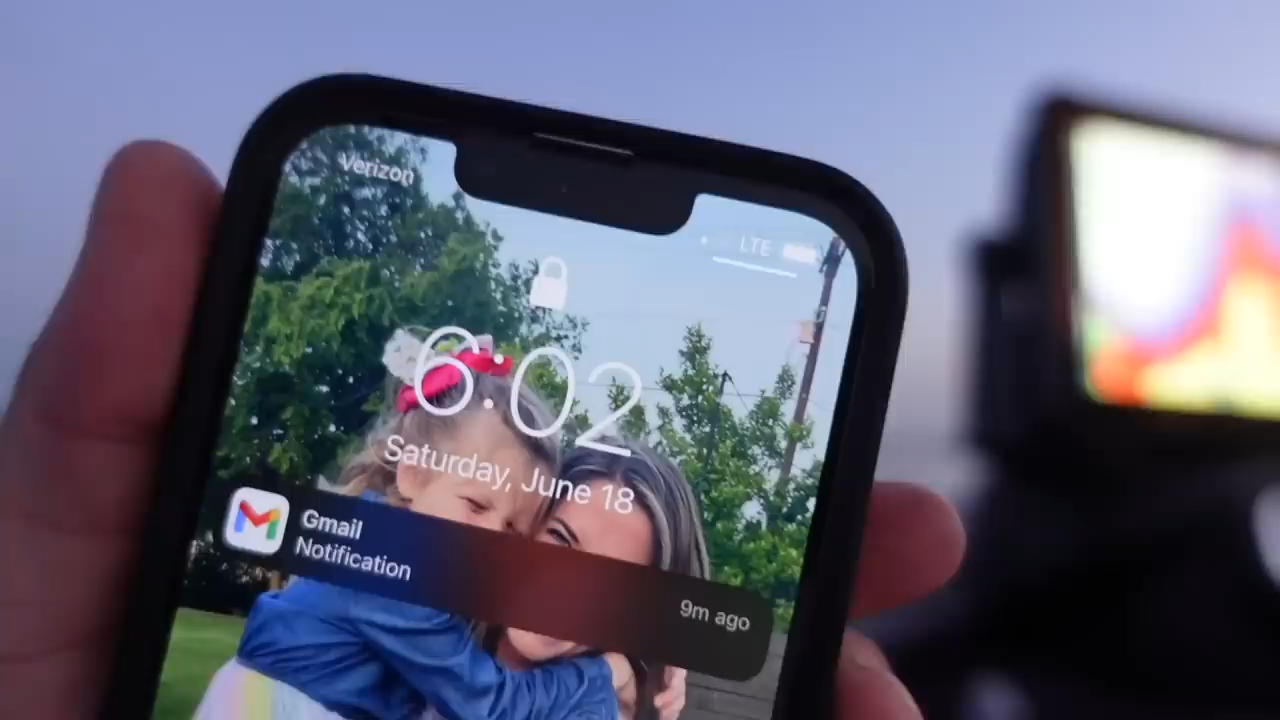 Verizon
LTE
6:02
Saturday, June 18
Gmail
Notification
9m ago